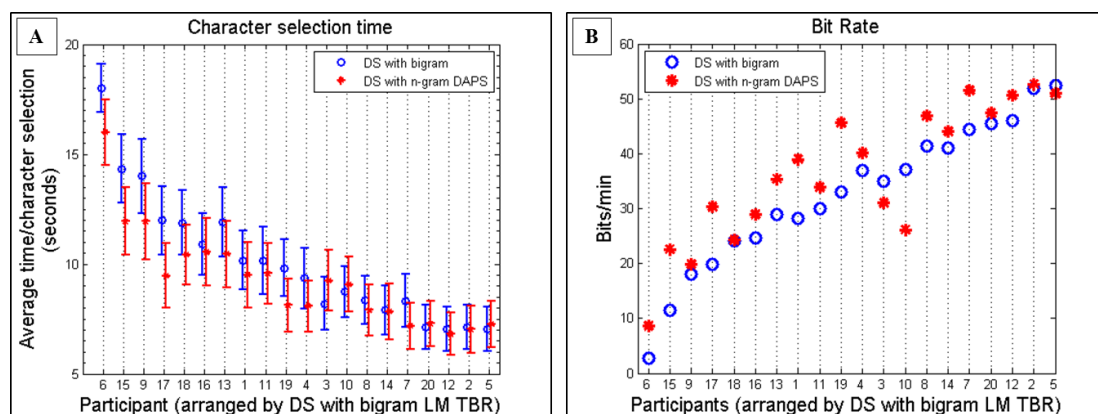 A
Character selection time
20
15
10
5
DS with bigram
DS with n-gram DAPS
Average time/character selection
(seconds)
6 15 9 17 18 16 13 1 11 19 4 3 10 8 14 7 20 12 2 5
Participant (arranged by DS with bigram LM TBR)
B
Bit Rate
60
50
40
30
20
10
0
DS with bigram
DS with n-gram DAPS
Bits/min
6 15 9 17 18 16 13 1 11 19 4 3 10 8 14 7 20 12 2 5
Participants (arranged by DS with bigram LM TBR)